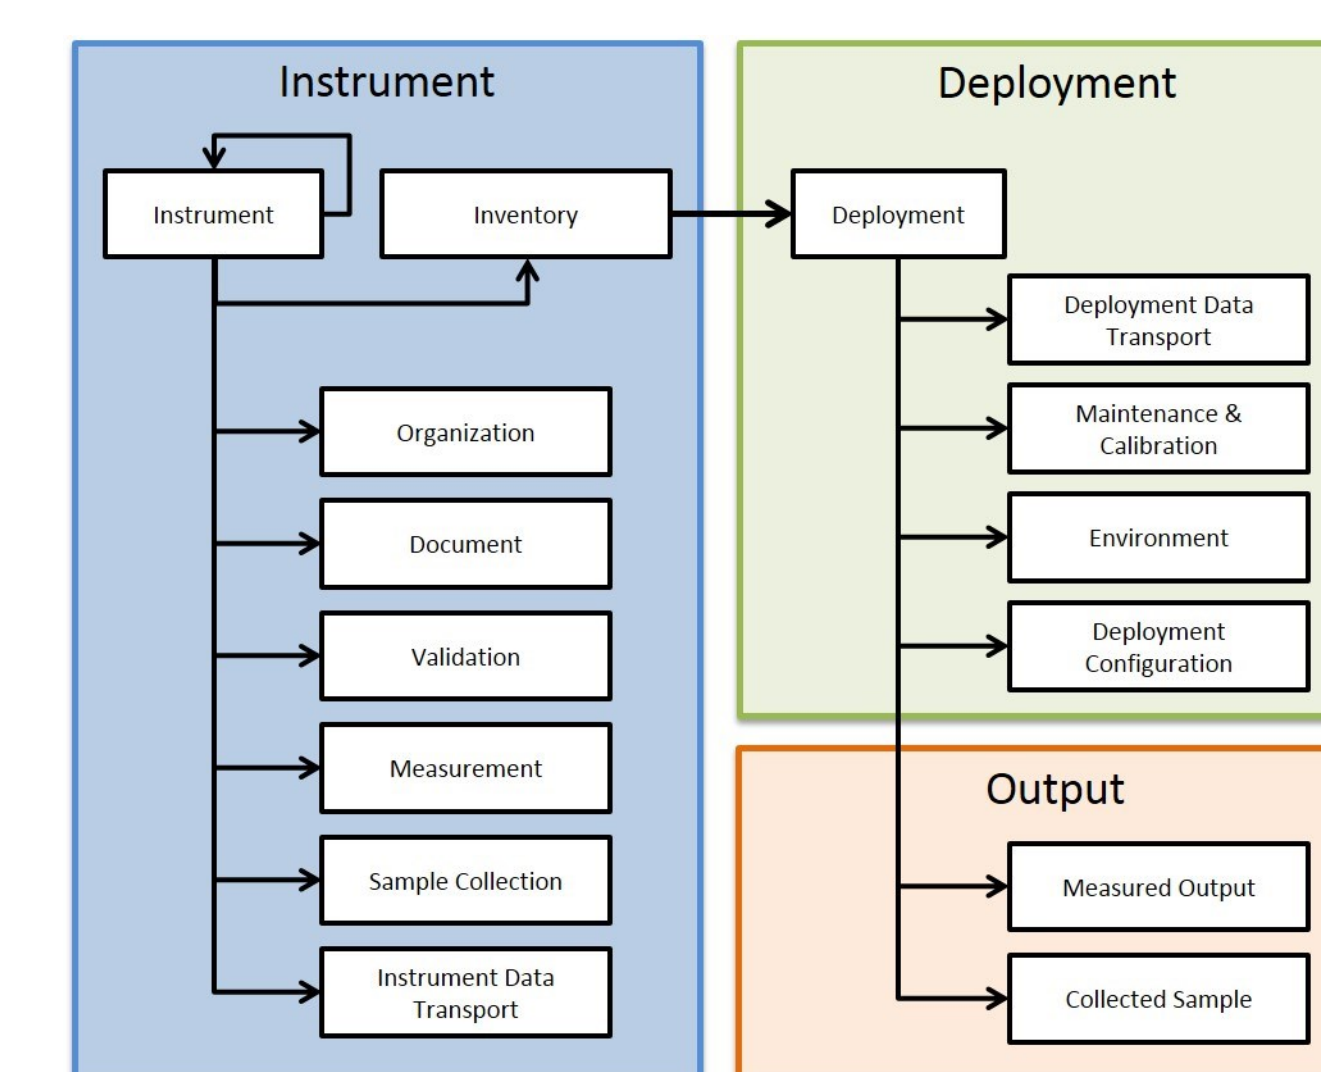 Instrument
Instrument
Inventory
Organization
Document
Validation
Measurement
Sample Collection
Instrument Data
Transport
Deployment
Deployment
Deployment Data
Transport
Maintenance &
Calibration
Environment
Deployment
Configuration
Output
Measured Output
Collected Sample